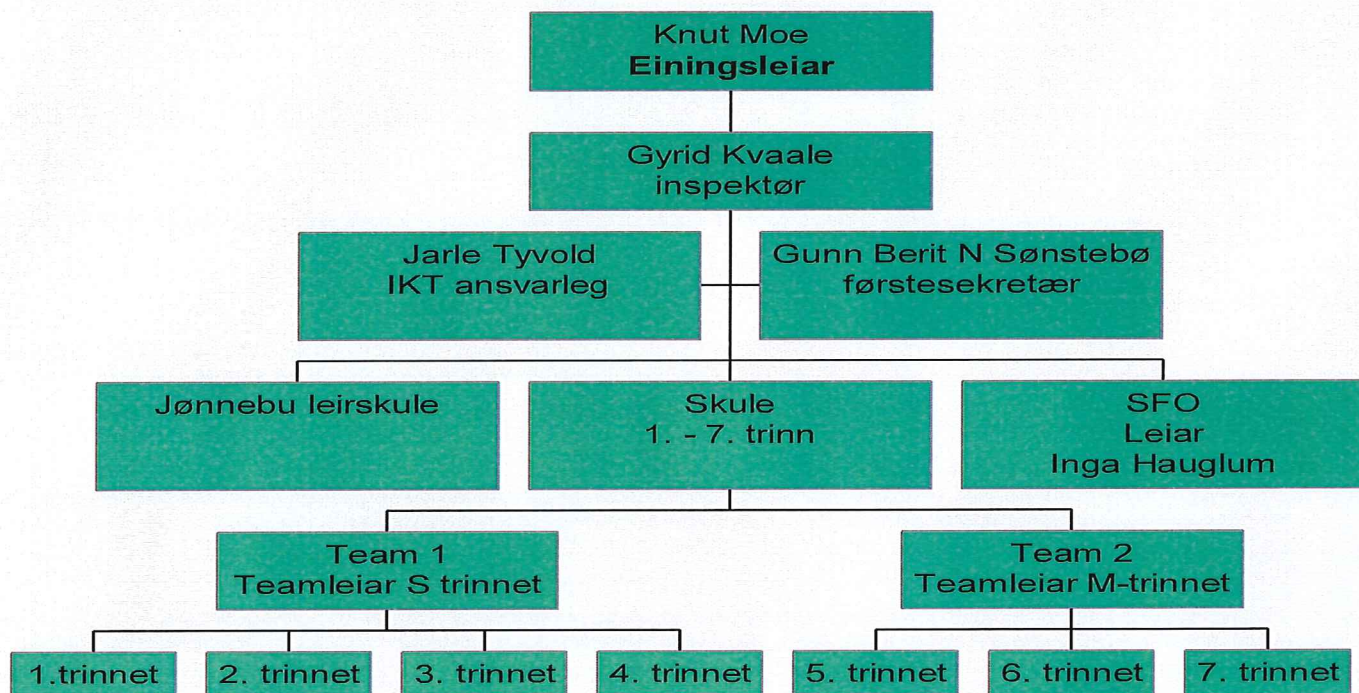 Knut Moe
Einingsleiar
Gyrid Kvaale
inspektør
Jarle Tyvold
IKT ansvarleg
Gunn Berit N Sønstebø
førstesekretær
Jønnebu leirskule
Skule
1. - 7. trinn
SFO
Leiar
Inga Hauglum
Team 1
Teamleiar S trinnet
Team 2
Teamleiar M-trinnet
1.trinnet
2. trinnet
3. trinnet
4. trinnet
5. trinnet
6. trinnet
7. trinnet